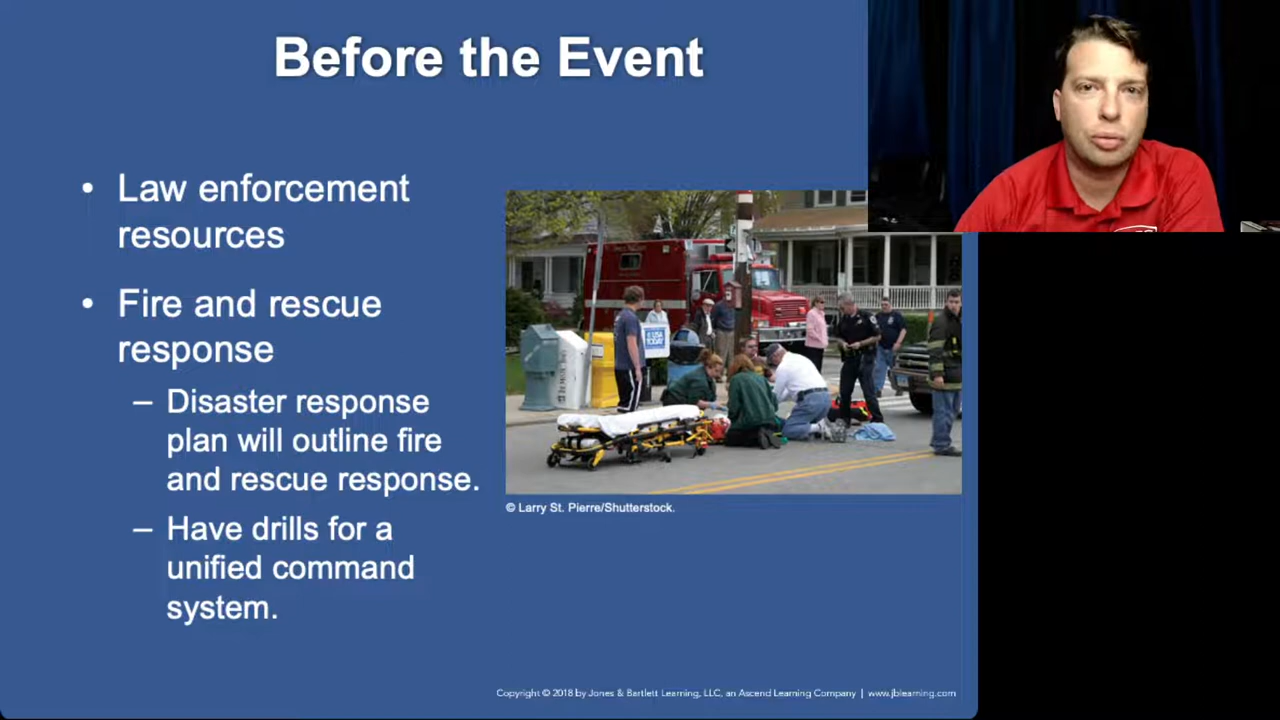 Before the Event
• Law enforcement
resources
• Fire and rescue
response
– Disaster response
plan will outline fire
and rescue response.
– Have drills for a
unified command
system.
USA
TODAY
© Larry St. Pierre/Shutterstock.
Copyright © 2018 by Jones & Bartlett Learning, LLC, an Ascend Learning Company | www.jblearning.com